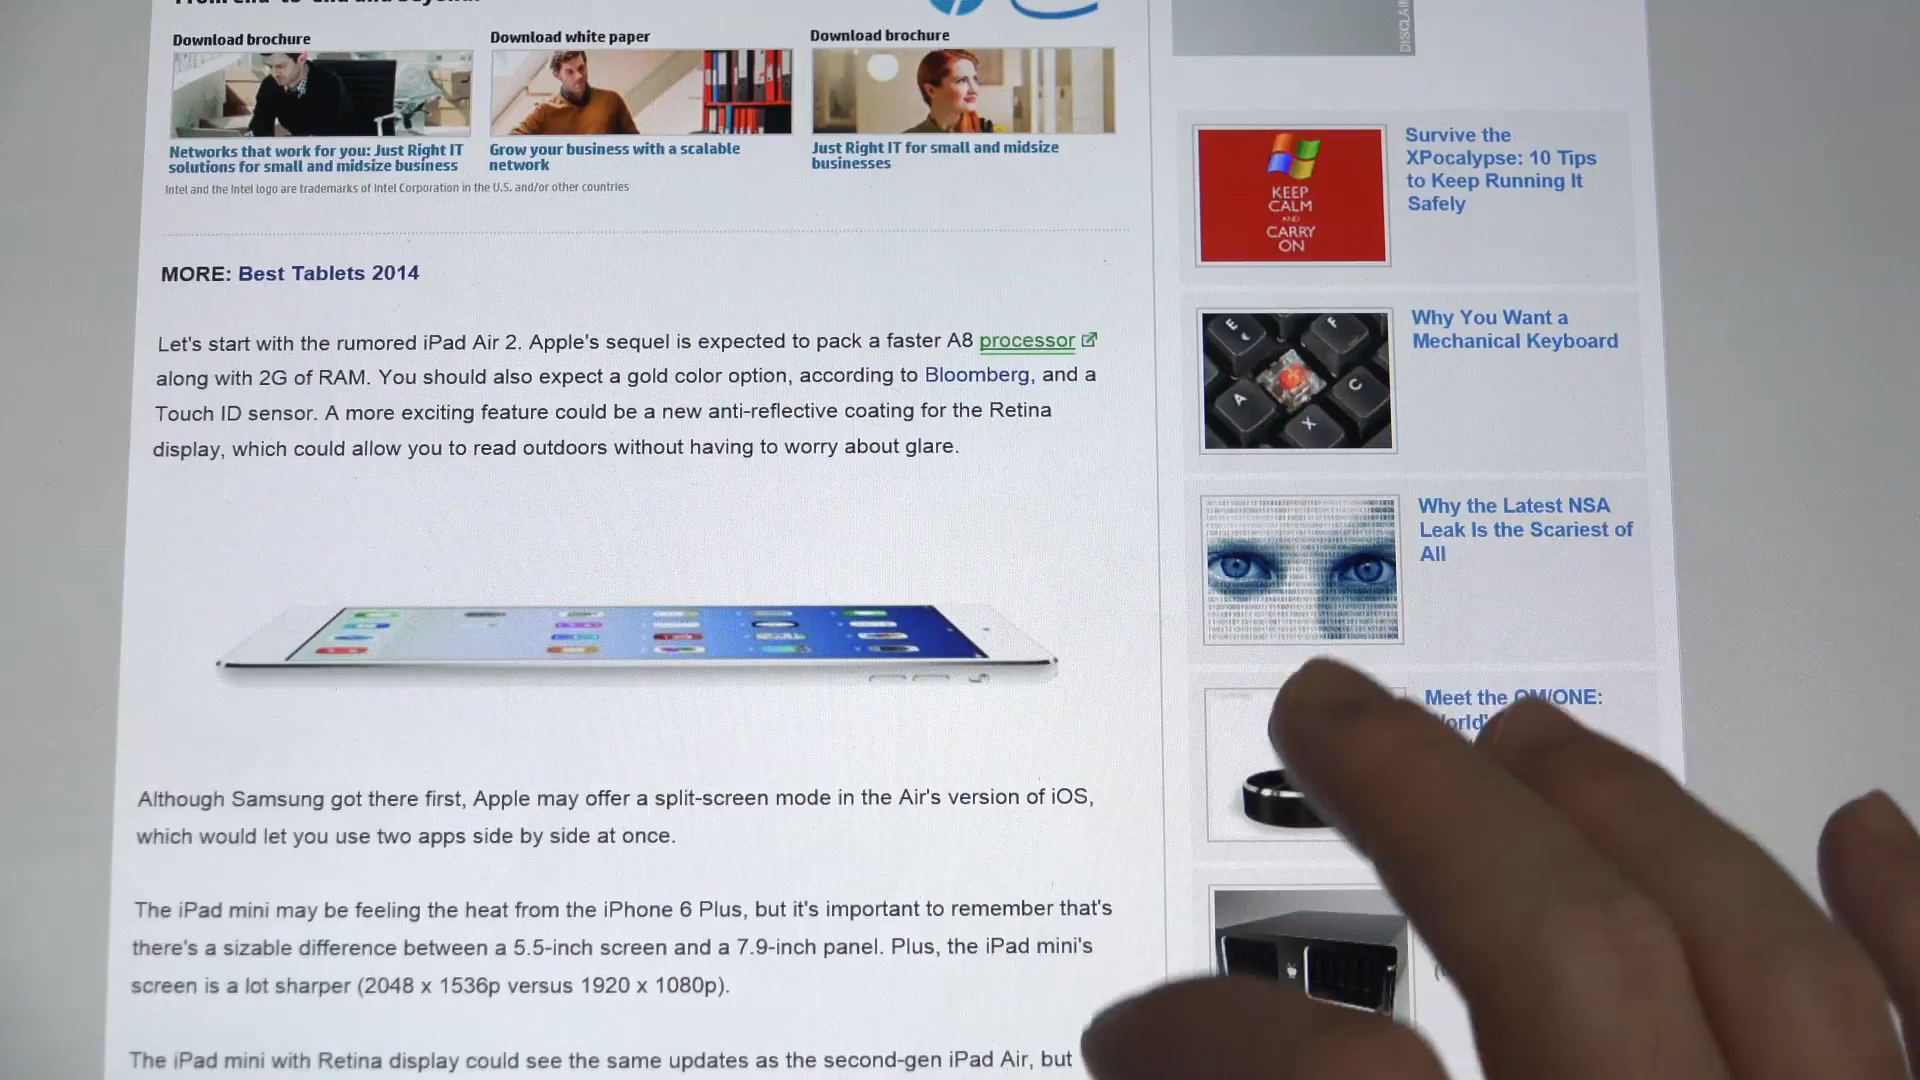 Download brochure
Download white paper
Download brochure
Networks that work for you: Just Right IT
solutions for small and midsize business
Grow your business with a scalable
network
Just Right IT for small and midsize
businesses
Intel and the Intel logo are trademarks of Intel Corporation in the U.S. and/or other countries
MORE: Best Tablets 2014
Let's start with the rumored iPad Air 2. Apple's sequel is expected to pack a faster A8 processor
along with 2G of RAM. You should also expect a gold color option, according to Bloomberg, and a
Touch ID sensor. A more exciting feature could be a new anti-reflective coating for the Retina
display, which could allow you to read outdoors without having to worry about glare.
Although Samsung got there first, Apple may offer a split-screen mode in the Air's version of iOS,
which would let you use two apps side by side at once.
The iPad mini may be feeling the heat from the iPhone 6 Plus, but it's important to remember that's
there's a sizable difference between a 5.5-inch screen and a 7.9-inch panel. Plus, the iPad mini's
screen is a lot sharper (2048 x 1536p versus 1920 x 1080p).
The iPad mini with Retina display could see the same updates as the second-gen iPad Air, but
KEEP
CALM
AND
CARRY
ON
Survive the
XPocalypse: 10 Tips
to Keep Running It
Safely
E
F
A
C
X
Why You Want a
Mechanical Keyboard
Why the Latest NSA
Leak Is the Scariest of
All
Meet the